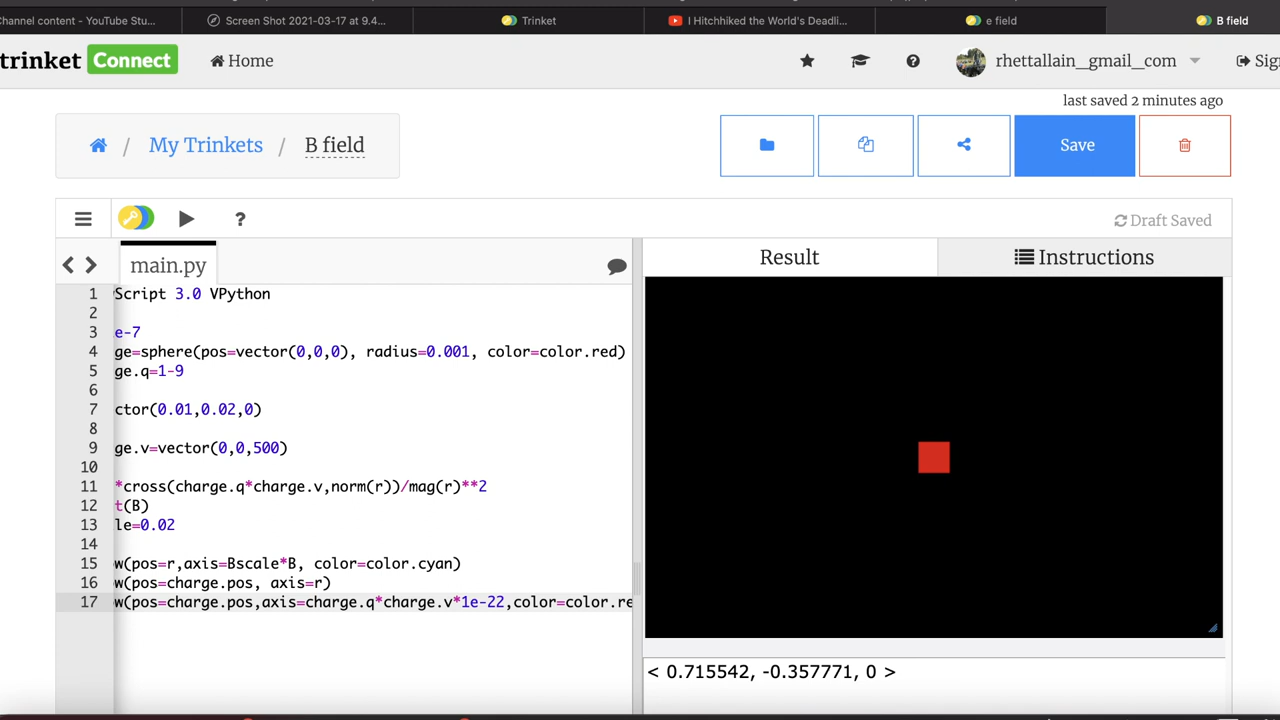 Channel content - YouTube Stu...
Screen Shot 2021-03-17 at 9.4...
Trinket
I Hitchhiked the World's Deadli...
e field
B field
trinket Connect
Home
rhettallain_gmail_com
Sig
last saved 2 minutes ago
/ My Trinkets / B field
Save
?
Draft Saved
main.py
Result
Instructions
1 Script 3.0 VPython
2
3 e-7
4 ge=sphere(pos=vector(0,0,0), radius=0.001, color=color.red)
5 ge.q=1-9
6
7 ctor(0.01,0.02,0)
8
9 ge.v=vector(0,0,500)
10
11 *cross(charge.q*charge.v,norm(r))/mag(r)**2
12 t(B)
13 le=0.02
14
15 w(pos=r,axis=Bscale*B, color=color.cyan)
16 w(pos=charge.pos, axis=r)
17 w(pos=charge.pos,axis=charge.q*charge.v*1e-22,color=color.re
< 0.715542, -0.357771, 0 >